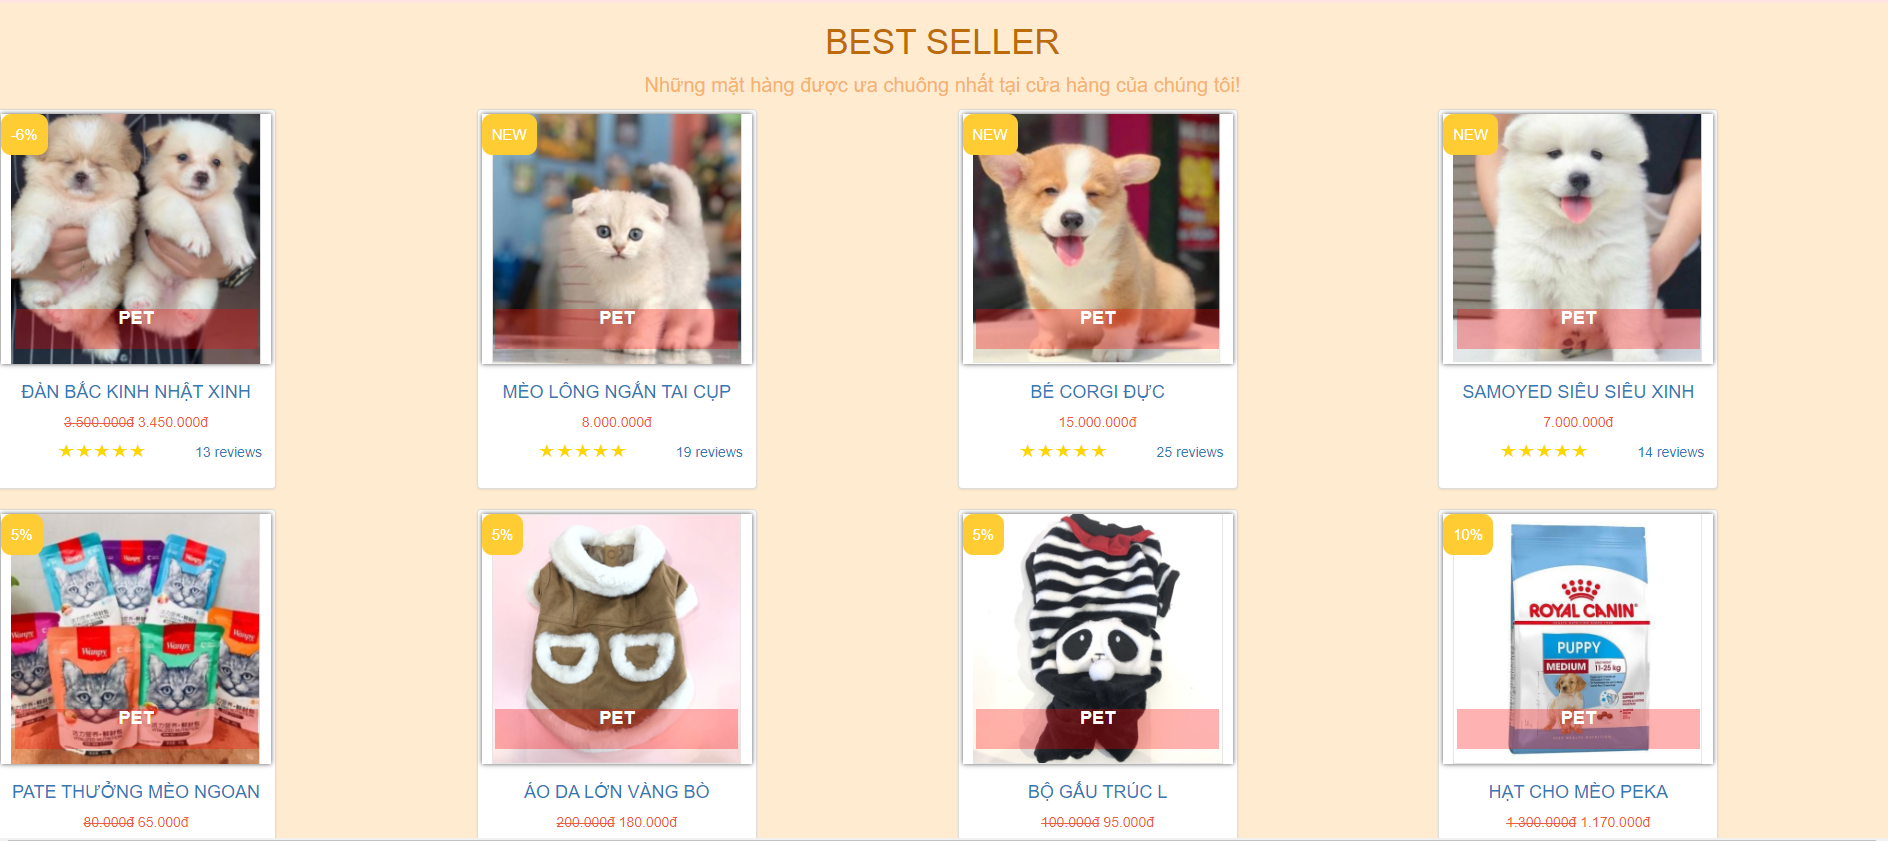 BEST SELLER
Những mặt hàng được ưa chuông nhất tại cửa hàng của chúng tôi!
-6%
NEW
NEW
NEW
PET
PET
PET
PET
ĐÀN BẮC KINH NHẬT XINH
MÈO LÔNG NGẮN TAI CỤP
BÉ CORGI ĐỰC
SAMOYED SIÊU SIÊU XINH
3.500.000đ 3.450.000đ
8.000.000đ
15.000.000đ
7.000.000đ
★★★★★ 13 reviews
★★★★★ 19 reviews
★★★★★ 25 reviews
★★★★★ 14 reviews
5%
5%
5%
10%
Wanpy
Wanpy
Wanpy
Wanpy
ROYAL CANIN
PUPPY
MEDIUM
11-25 kg
PET
PET
PET
PET
PATE THƯỞNG MÈO NGOAN
ÁO DA LỚN VÀNG BÒ
BỘ GẤU TRÚC L
HẠT CHO MÈO PEKA
80.000đ 65.000đ
200.000đ 180.000đ
100.000đ 95.000đ
1.300.000đ 1.170.000đ